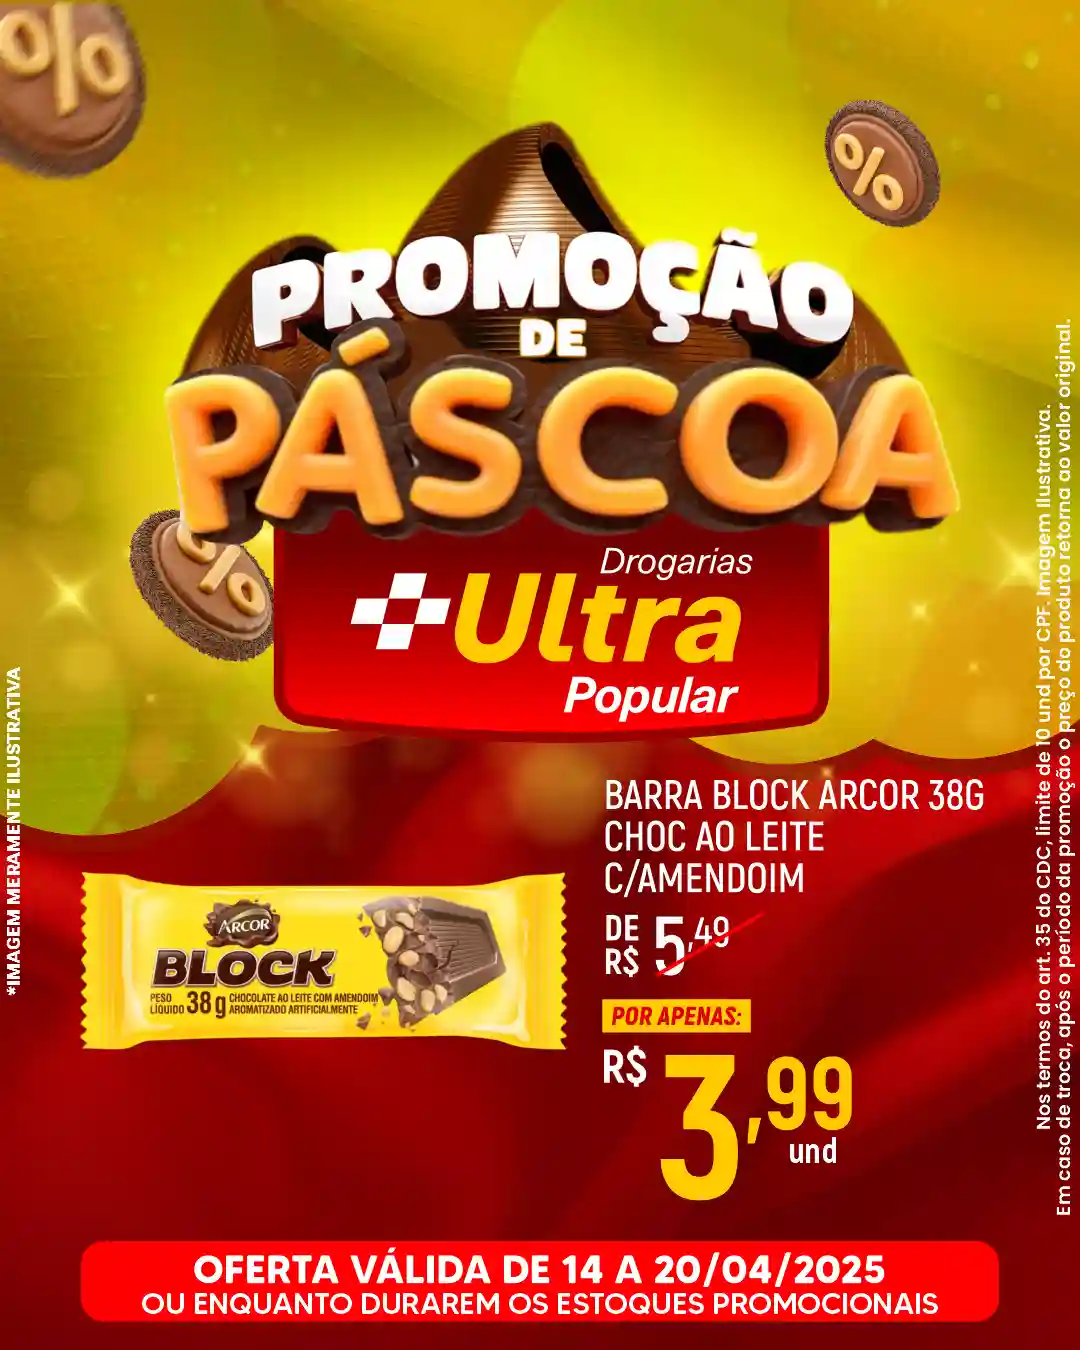 %
%
PROMOÇÃO
DE
PÁSCOA
%
Drogarias
Ultra
Popular
BARRA BLOCK ARCOR 38G
CHOC AO LEITE
C/AMENDOIM
DE
R$ 5,49
POR APENAS:
R$ 3,99
und
ARCOR
BLOCK
PESO
LÍQUIDO 38g
CHOCOLATE AO LEITE COM AMENDOIM
AROMATIZADO ARTIFICIALMENTE
OFERTA VÁLIDA DE 14 A 20/04/2025
OU ENQUANTO DURAREM OS ESTOQUES PROMOCIONAIS
*IMAGEM MERAMENTE ILUSTRATIVA
Nos termos do art. 35 do CDC, limite de 10 und por CPF. Imagem ilustrativa.
Em caso de troca, após o período da promoção o preço do produto retorna ao valor original.